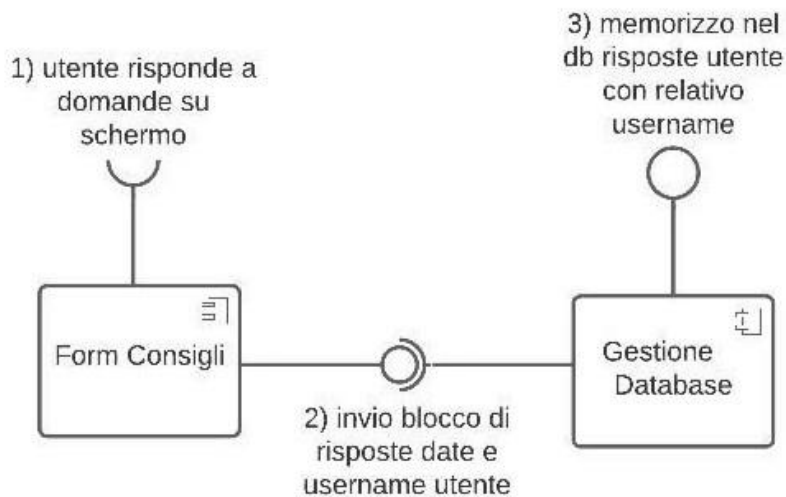 1) utente risponde a
domande su
schermo
3) memorizzo nel
db risposte utente
con relativo
username
Form Consigli
Gestione
Database
2) invio blocco di
risposte date e
username utente